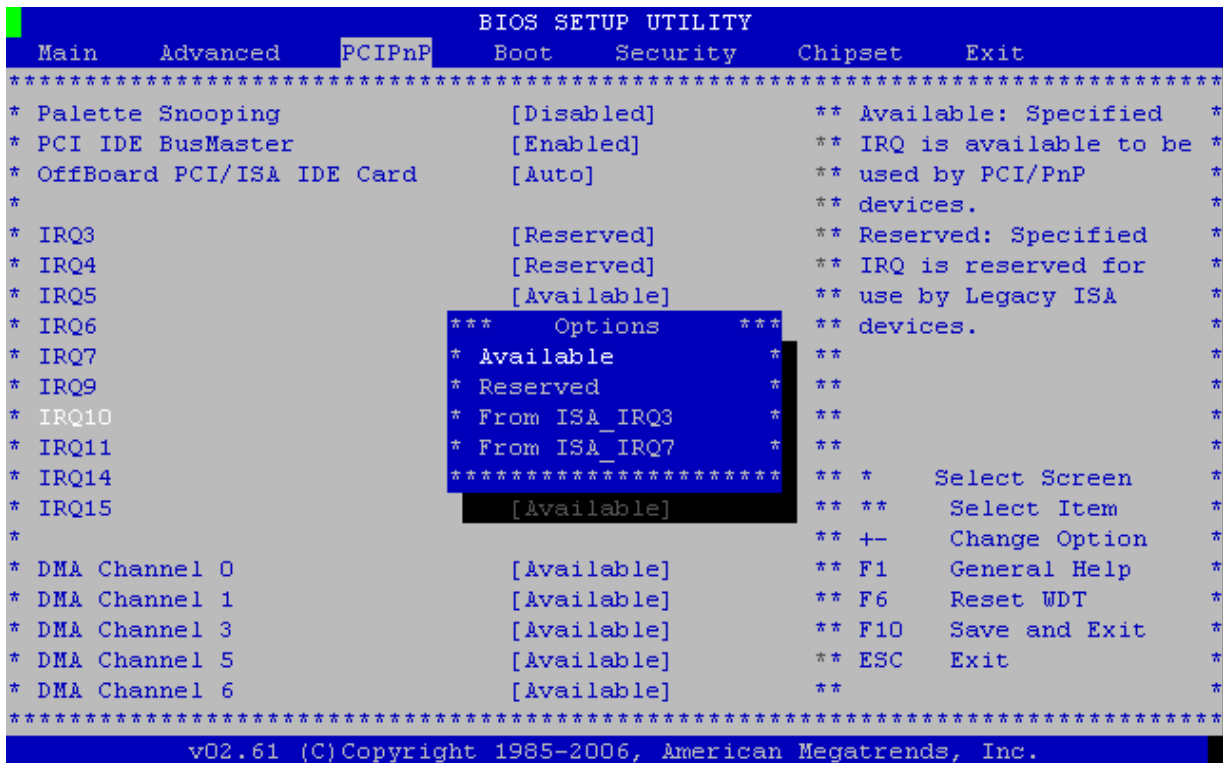 BIOS SETUP UTILITY
Main Advanced PCIPnP Boot Security Chipset Exit
********************************************************************************
* Palette Snooping [Disabled] ** Available: Specified *
* PCI IDE BusMaster [Enabled] ** IRQ is available to be *
* OffBoard PCI/ISA IDE Card [Auto] ** used by PCI/PnP *
* ** devices. *
* IRQ3 [Reserved] ** Reserved: Specified *
* IRQ4 [Reserved] ** IRQ is reserved for *
* IRQ5 [Available] ** use by Legacy ISA *
* IRQ6 *** Options *** ** devices. *
* IRQ7 * Available * ** *
* IRQ9 * Reserved * ** *
* IRQ10 * From ISA_IRQ3 * ** *
* IRQ11 * From ISA_IRQ7 * ** *
* IRQ14 ********************** ** * Select Screen *
* IRQ15 [Available] ** ** Select Item *
* ** +- Change Option *
* DMA Channel 0 [Available] ** F1 General Help *
* DMA Channel 1 [Available] ** F6 Reset WDT *
* DMA Channel 3 [Available] ** F10 Save and Exit *
* DMA Channel 5 [Available] ** ESC Exit *
* DMA Channel 6 [Available] ** *
********************************************************************************
v02.61 (C)Copyright 1985-2006, American Megatrends, Inc.